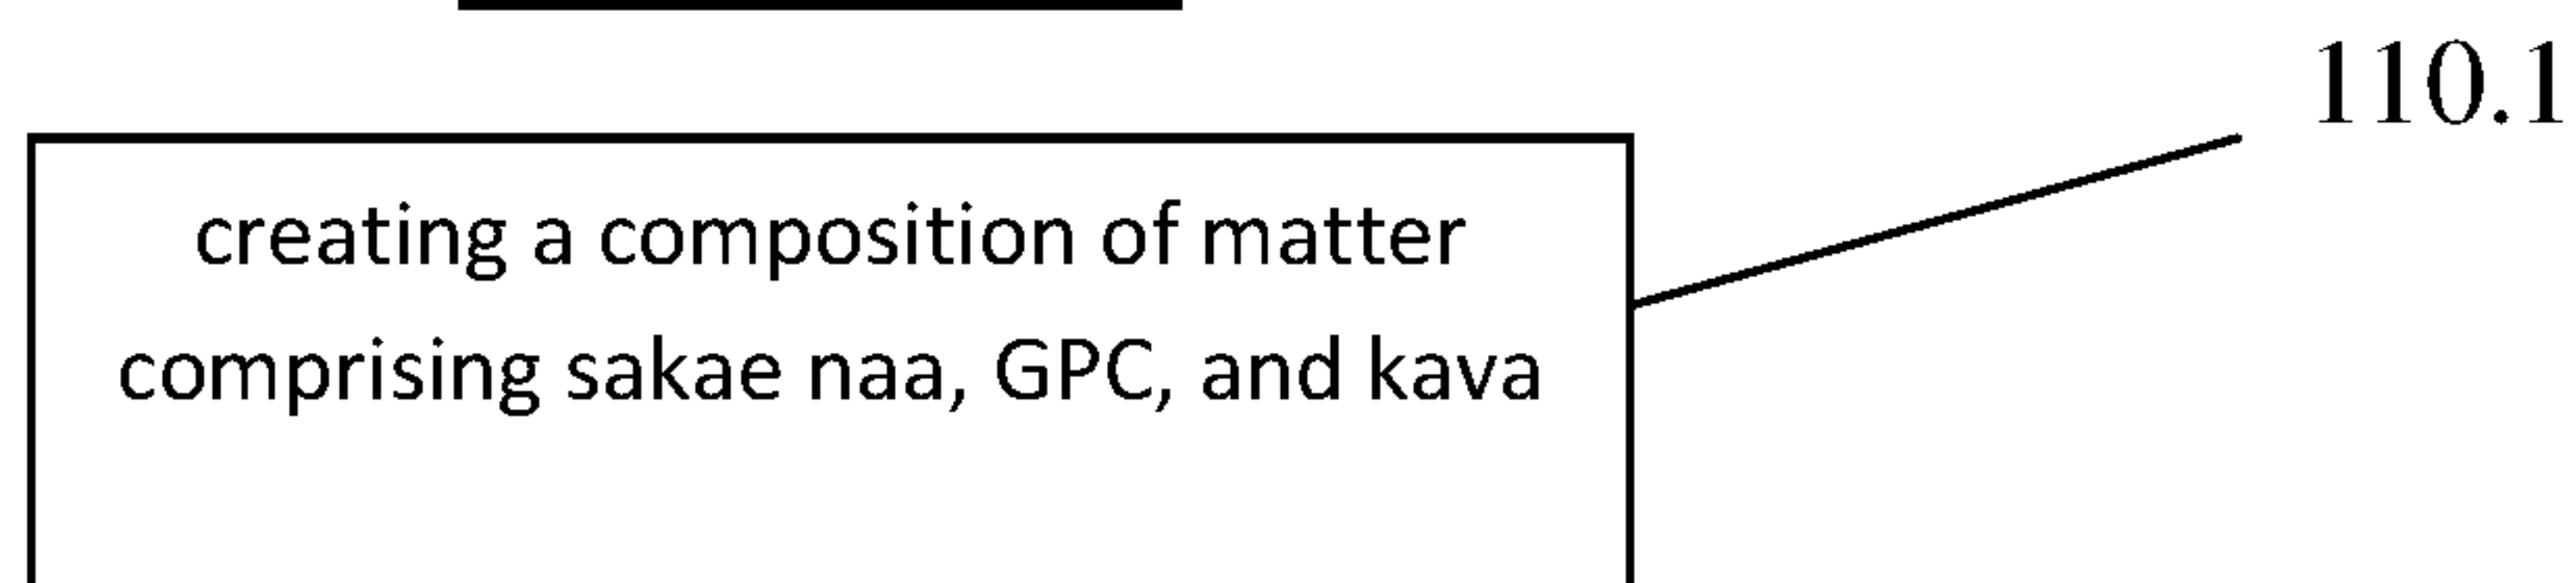 110.1
creating a composition of matter
comprising sakae naa, GPC, and kava